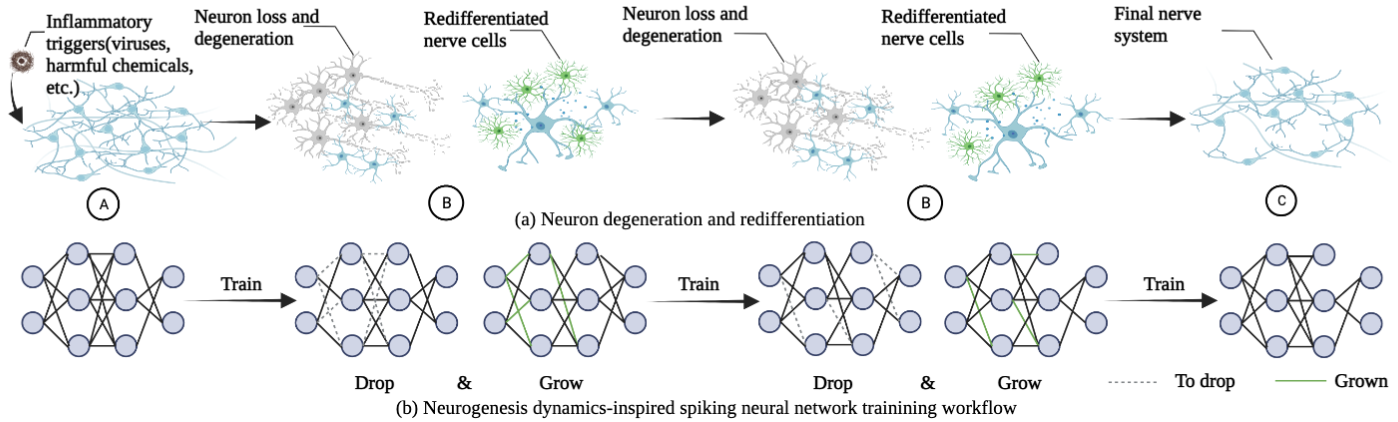 Inflammatory
triggers(viruses,
harmful chemicals,
etc.)
Neuron loss and
degeneration
Redifferentiated
nerve cells
Neuron loss and
degeneration
Redifferentiated
nerve cells
Final nerve
system
A
B
B
C
(a) Neuron degeneration and redifferentiation
Train
Train
Train
Drop & Grow
Drop & Grow
To drop
Grown
(b) Neurogenesis dynamics-inspired spiking neural network trainining workflow